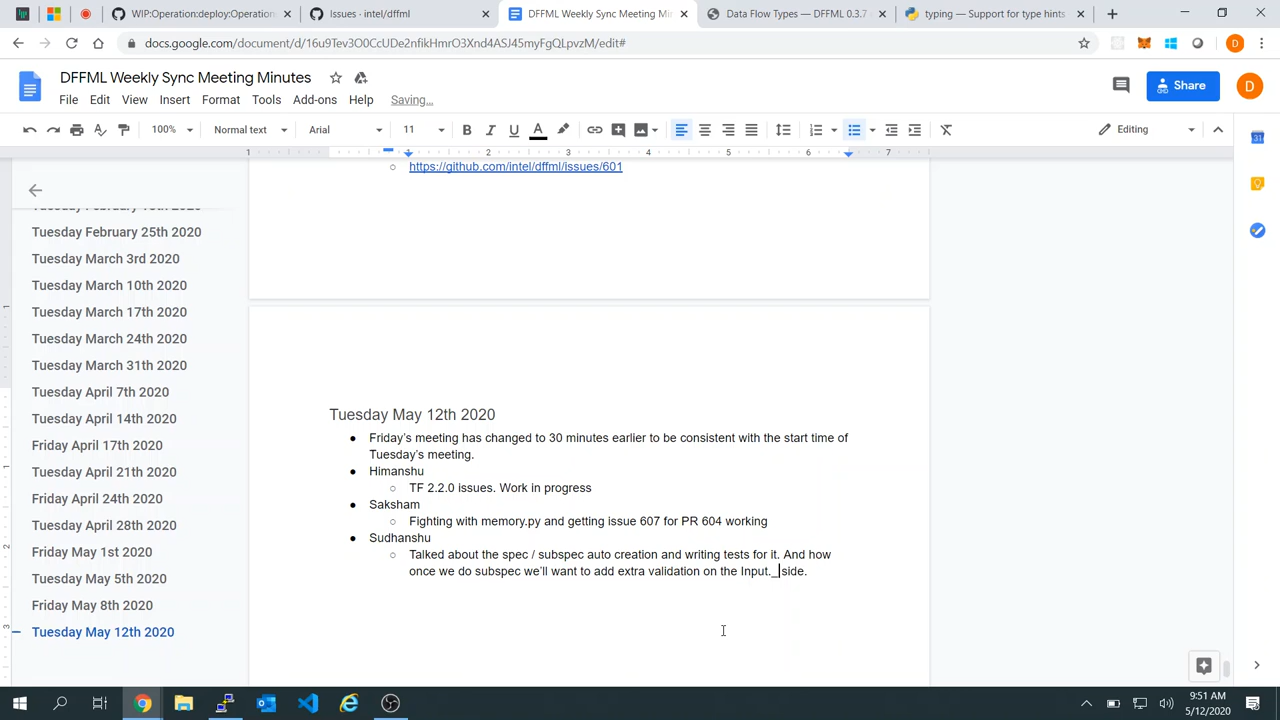 WIP:Operation:deploy:Operation
Issues · intel/dffml
DFFML Weekly Sync Meeting Mi
Data Flow Types — DFFML 0.3.7
typing — Support for type hints
docs.google.com/document/d/16u9Tev3O0CcUDe2nfikHmrO3Xnd4ASJ45myFgQLpvzM/edit#
D
DFFML Weekly Sync Meeting Minutes
File Edit View Insert Format Tools Add-ons Help Saving...
Share
D
100% Normal text Arial 11 B I U A Editing
1 1 2 3 4 5 6 7
https://github.com/intel/dffml/issues/601
Tuesday February 25th 2020
Tuesday March 3rd 2020
Tuesday March 10th 2020
Tuesday March 17th 2020
Tuesday March 24th 2020
Tuesday March 31th 2020
Tuesday April 7th 2020
Tuesday April 14th 2020
Friday April 17th 2020
Tuesday April 21th 2020
Friday April 24th 2020
Tuesday April 28th 2020
Friday May 1st 2020
Tuesday May 5th 2020
Friday May 8th 2020
Tuesday May 12th 2020
Tuesday May 12th 2020
Friday's meeting has changed to 30 minutes earlier to be consistent with the start time of
Tuesday's meeting.
Himanshu
TF 2.2.0 issues. Work in progress
Saksham
Fighting with memory.py and getting issue 607 for PR 604 working
Sudhanshu
Talked about the spec / subspec auto creation and writing tests for it. And how
once we do subspec we'll want to add extra validation on the Input._ side.
9:51 AM
5/12/2020